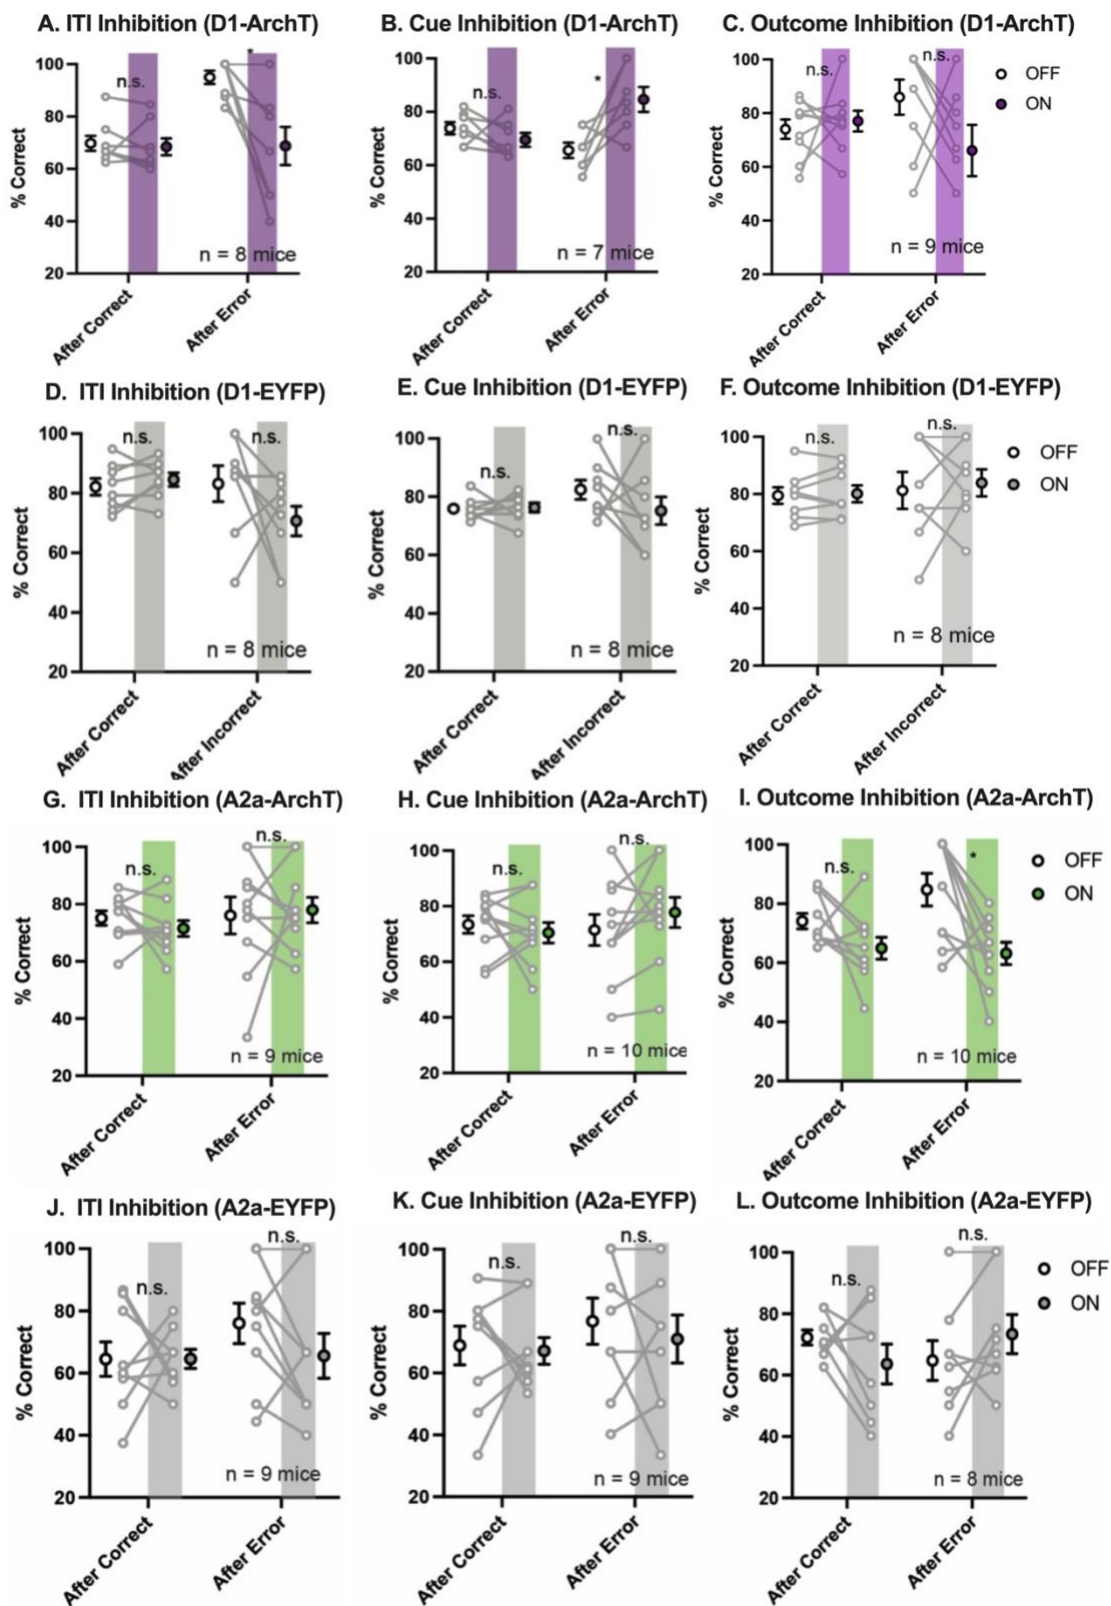 A. ITI Inhibition (D1-ArchT)
% Correct
100
80
60
40
20
n.s.
*
n = 8 mice
After Correct
After Error
B. Cue Inhibition (D1-ArchT)
% Correct
100
80
60
40
20
n.s.
*
n = 7 mice
After Correct
After Error
C. Outcome Inhibition (D1-ArchT)
% Correct
100
80
60
40
20
n.s.
n.s.
n = 9 mice
After Correct
After Error
OFF
ON
D. ITI Inhibition (D1-EYFP)
% Correct
100
80
60
40
20
n.s.
n.s.
n = 8 mice
After Correct
After Incorrect
E. Cue Inhibition (D1-EYFP)
% Correct
100
80
60
40
20
n.s.
n.s.
n = 8 mice
After Correct
After Incorrect
F. Outcome Inhibition (D1-EYFP)
% Correct
100
80
60
40
20
n.s.
n.s.
n = 8 mice
After Correct
After Incorrect
OFF
ON
G. ITI Inhibition (A2a-ArchT)
% Correct
100
80
60
40
20
n.s.
n.s.
n = 9 mice
After Correct
After Error
H. Cue Inhibition (A2a-ArchT)
% Correct
100
80
60
40
20
n.s.
n.s.
n = 10 mice
After Correct
After Error
I. Outcome Inhibition (A2a-ArchT)
% Correct
100
80
60
40
20
n.s.
*
n = 10 mice
After Correct
After Error
OFF
ON
J. ITI Inhibition (A2a-EYFP)
% Correct
100
80
60
40
20
n.s.
n.s.
n = 9 mice
After Correct
After Error
K. Cue Inhibition (A2a-EYFP)
% Correct
100
80
60
40
20
n.s.
n.s.
n = 9 mice
After Correct
After Error
L. Outcome Inhibition (A2a-EYFP)
% Correct
100
80
60
40
20
n.s.
n.s.
n = 8 mice
After Correct
After Error
OFF
ON